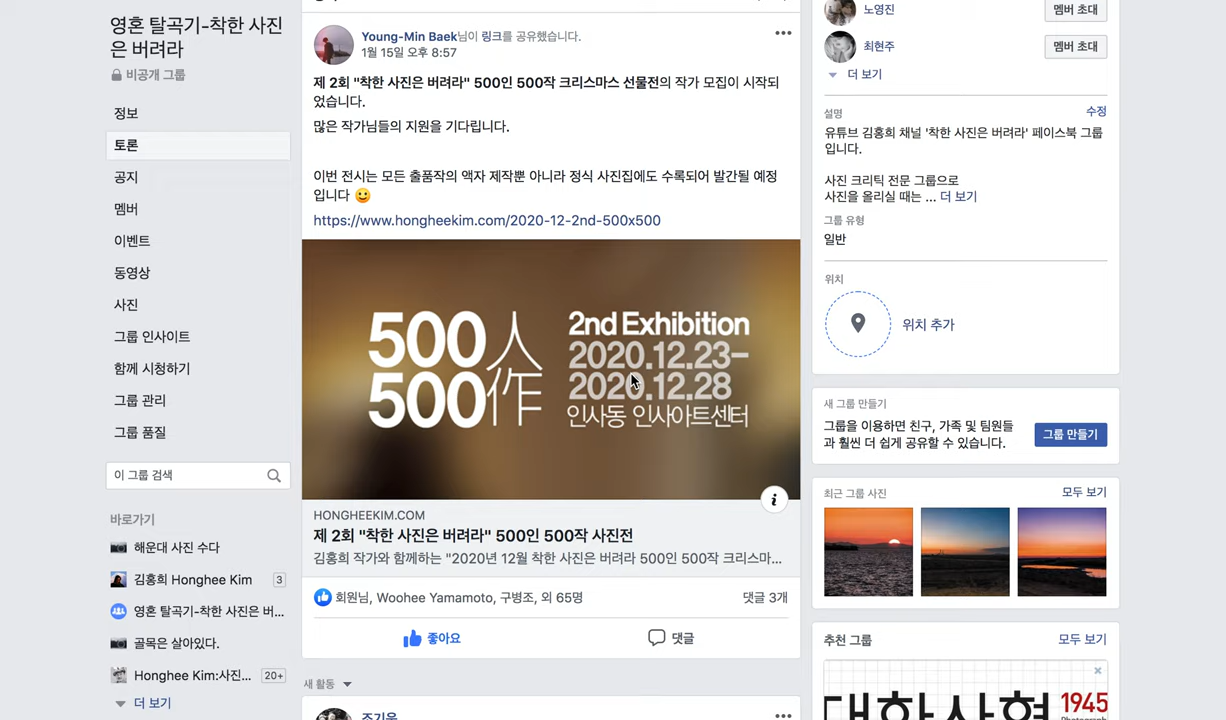 영혼 탈곡기-착한 사진
은 버려라
비공개 그룹
정보
토론
공지
멤버
이벤트
동영상
사진
그룹 인사이트
함께 시청하기
그룹 관리
그룹 품질
이 그룹 검색
바로가기
해운대 사진 수다
김홍희 Honghee Kim 3
영혼 탈곡기-착한 사진은 버...
골목은 살아있다.
Honghee Kim:사진... 20+
더 보기
Young-Min Baek님이 링크를 공유했습니다.
1월 15일 오후 8:57
제 2회 "착한 사진은 버려라" 500인 500작 크리스마스 선물전의 작가 모집이 시작되
었습니다.
많은 작가님들의 지원을 기다립니다.
이번 전시는 모든 출품작의 액자 제작뿐 아니라 정식 사진집에도 수록되어 발간될 예정
입니다
https://www.hongheekim.com/2020-12-2nd-500x500
500人
500作
2nd Exhibition
2020.12.23-
2020.12.28
인사동 인사아트센터
HONGHEEKIM.COM
제 2회 "착한 사진은 버려라" 500인 500작 사진전
김홍희 작가와 함께하는 "2020년 12월 착한 사진은 버려라 500인 500작 크리스마...
회원님, Woohee Yamamoto, 구병조, 외 65명
댓글 3개
좋아요
댓글
새 활동
조기웅
노영진
멤버 초대
최현주
멤버 초대
더 보기
설명
수정
유튜브 김홍희 채널 '착한 사진은 버려라' 페이스북 그룹
입니다.
사진 크리틱 전문 그룹으로
사진을 올리실 때는 ... 더 보기
그룹 유형
일반
위치
위치 추가
새 그룹 만들기
그룹을 이용하면 친구, 가족 및 팀원들
과 훨씬 더 쉽게 공유할 수 있습니다.
그룹 만들기
최근 그룹 사진
모두 보기
추천 그룹
모두 보기
대한사협
1945